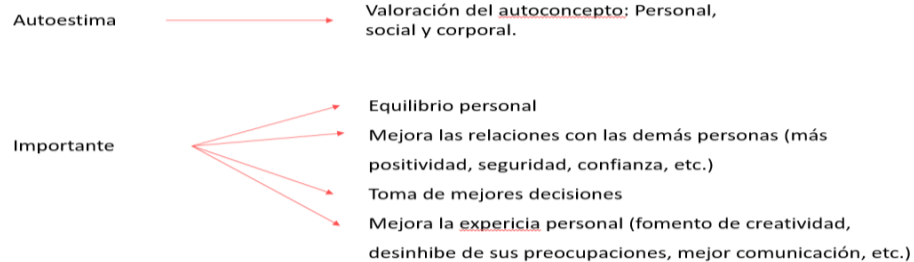 Autoestima
Valoración del autoconcepto: Personal,
social y corporal.
Importante
Equilibrio personal
Mejora las relaciones con las demás personas (más
positividad, seguridad, confianza, etc.)
Toma de mejores decisiones
Mejora la expericia personal (fomento de creatividad,
desinhibe de sus preocupaciones, mejor comunicación, etc.)